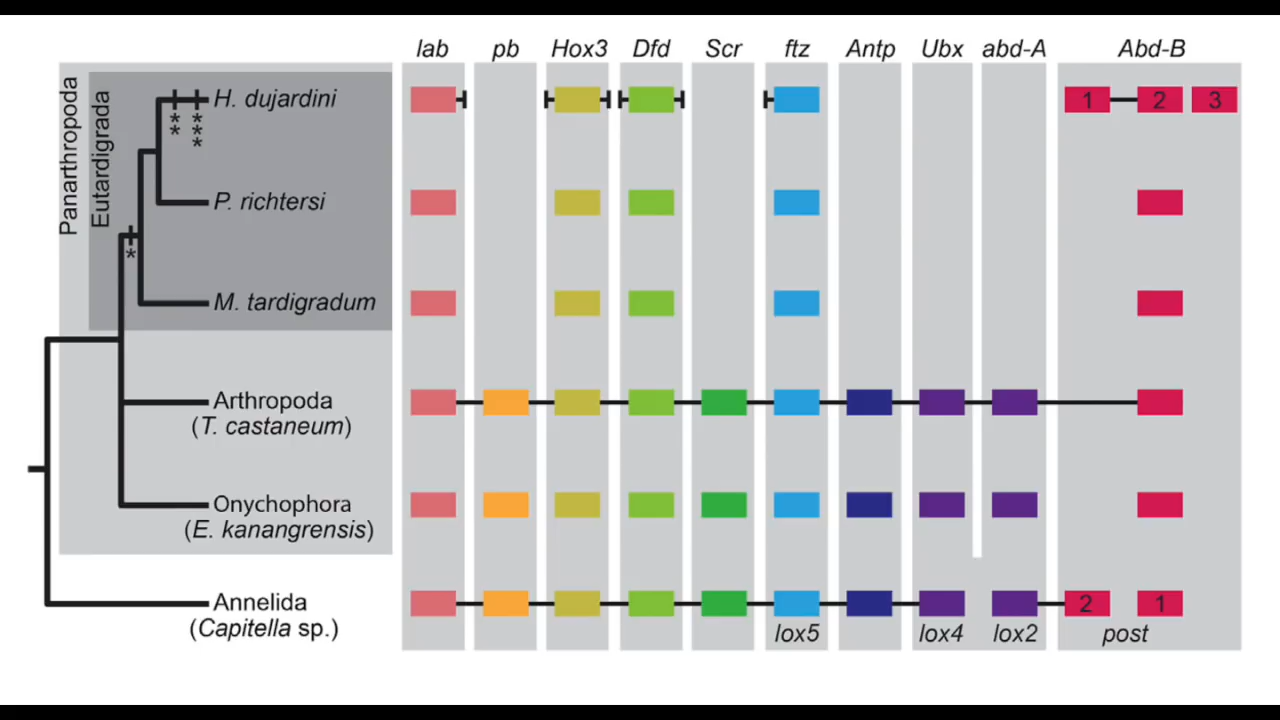 lab pb Hox3 Dfd Scr ftz Antp Ubx abd-A Abd-B
Panarthropoda
Eutardigrada
H. dujardini
** ***
1 2 3
P. richtersi
*
M. tardigradum
Arthropoda
(T. castaneum)
Onychophora
(E. kanangrensis)
Annelida
(Capitella sp.)
2 1
lox5 lox4 lox2 post